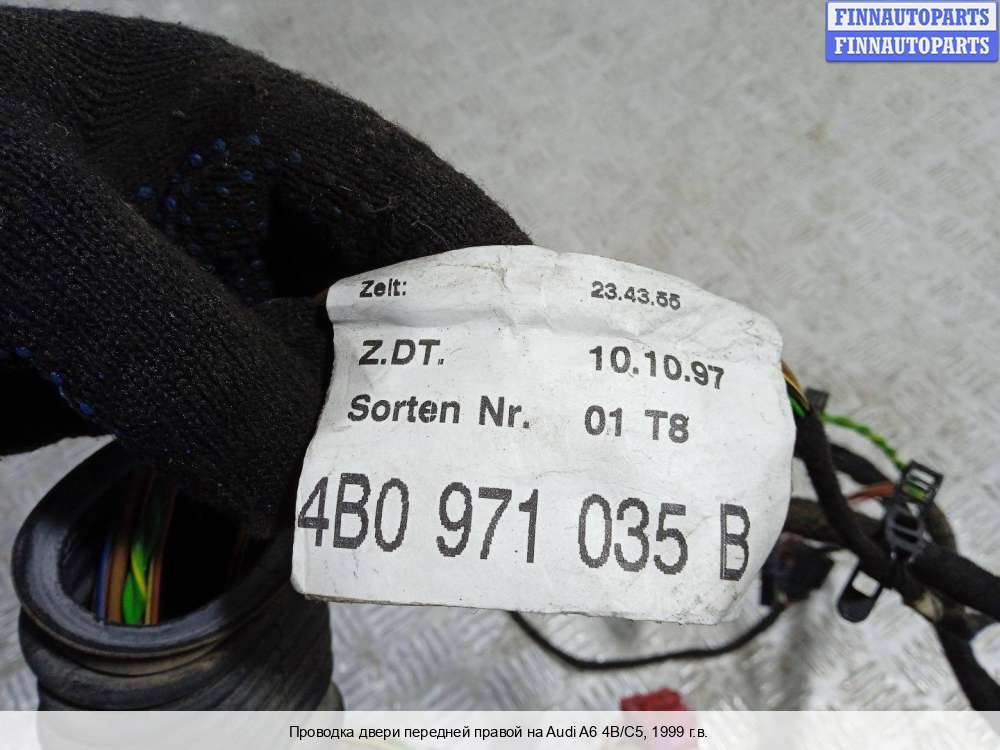 FINNAUTOPARTS
FINNAUTOPARTS
Zeit: 23.43.55
Z.DT. 10.10.97
Sorten Nr. 01 T8
4B0 971 035 B
Проводка двери передней правой на Audi A6 4B/C5, 1999 г.в.